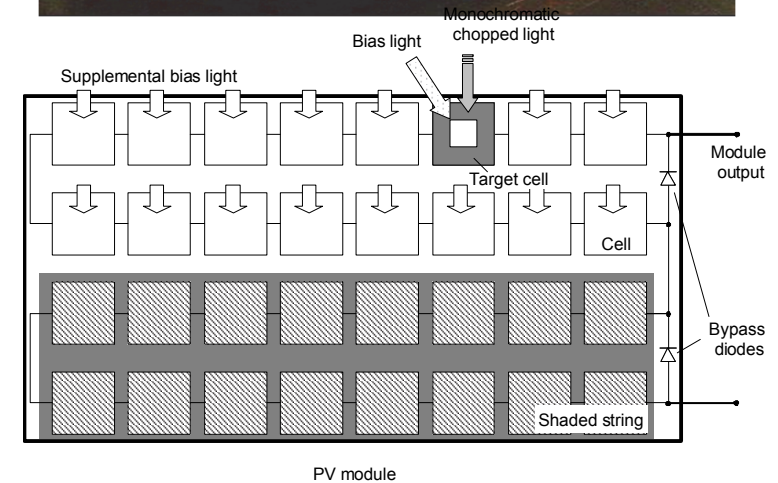 Monochromatic
chopped light
Bias light
Supplemental bias light
Module
output
Target cell
Cell
Bypass
diodes
Shaded string
PV module